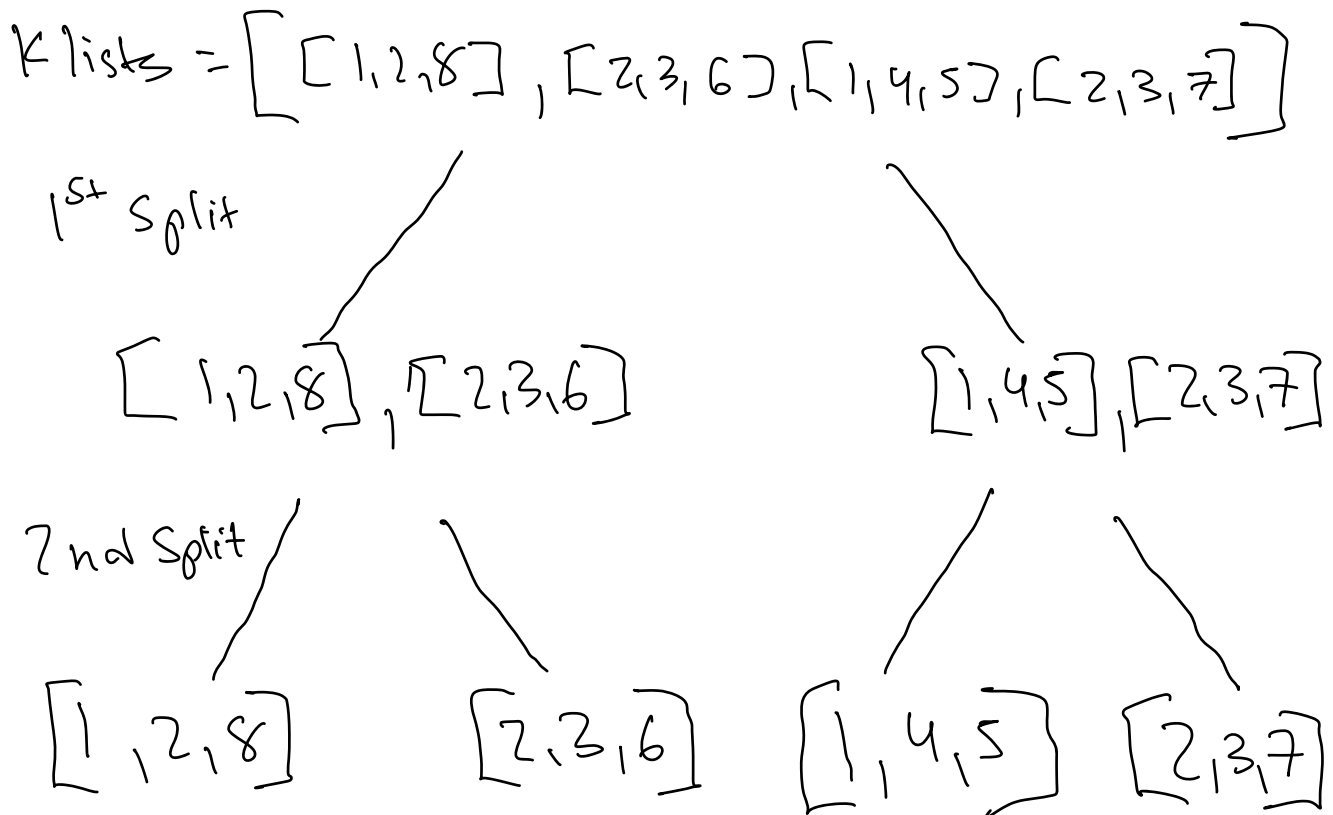 K lists = [[1,2,8],[2,3,6],[1,4,5],[2,3,7]]
1st Split
[1,2,8],[2,3,6] [1,4,5],[2,3,7]
2nd Split
[1,2,8] [2,3,6] [1,4,5] [2,3,7]